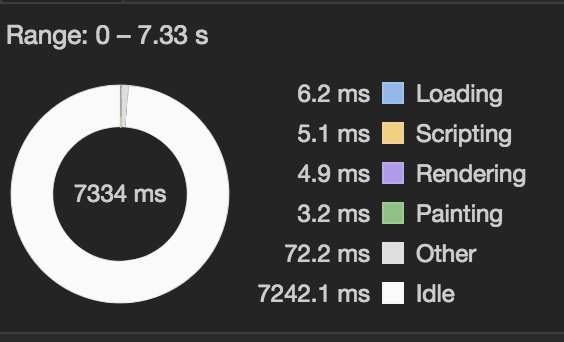 Range: 0 – 7.33 s
7334 ms
6.2 ms Loading
5.1 ms Scripting
4.9 ms Rendering
3.2 ms Painting
72.2 ms Other
7242.1 ms Idle